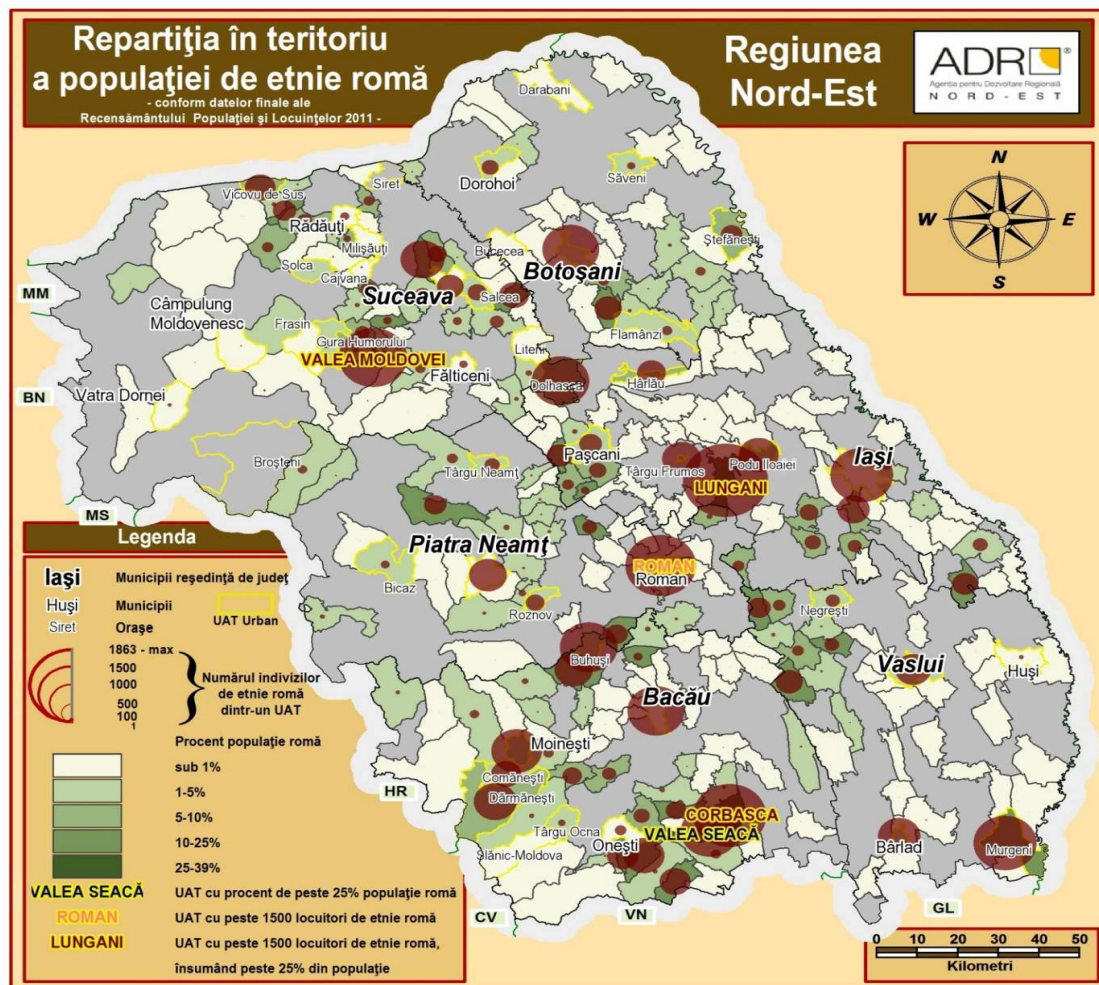 Repartiţia în teritoriu
a populaţiei de etnie romă
- conform datelor finale ale
Recensământului Populaţiei şi Locuinţelor 2011 -
Regiunea
Nord-Est
ADR
®
Agenţia pentru Dezvoltare Regională
NORD-EST
N
W
E
S
Darabani
Dorohoi
Săveni
Siret
Vicovu de Sus
Rădăuţi
Milişăuţi
Ştefăneşti
Bucecea
Botoşani
Solca
Cajvana
MM
Suceava
Salcea
Câmpulung
Moldovenesc
Frasin
Gura Humorului
VALEA MOLDOVEI
Liteni
Flamânzi
Fălticeni
BN
Vatra Dornei
Dolhasca
Hârlău
Broşteni
Târgu Neamţ
Paşcani
Târgu Frumos
Podu Iloaiei
Iaşi
LUNGANI
MS
Piatra Neamţ
ROMAN
Roman
Bicaz
Roznov
Negreşti
Buhuşi
Vaslui
Huşi
Bacău
Moineşti
HR
Comăneşti
Dărmăneşti
CORBASCA
VALEA SEACĂ
Târgu Ocna
Oneşti
Slănic-Moldova
Bârlad
Murgeni
CV
VN
GL
0 10 20 30 40 50
Kilometri
Legenda
Iaşi Municipii reşedinţă de judeţ
Huşi Municipii
Siret Oraşe
UAT Urban
1863 - max
1500
1000
500
100
1
Numărul indivizilor
de etnie romă
dintr-un UAT
Procent populaţie romă
sub 1%
1-5%
5-10%
10-25%
25-39%
VALEA SEACĂ UAT cu procent de peste 25% populaţie romă
ROMAN UAT cu peste 1500 locuitori de etnie romă
LUNGANI UAT cu peste 1500 locuitori de etnie romă,
însumând peste 25% din populaţie